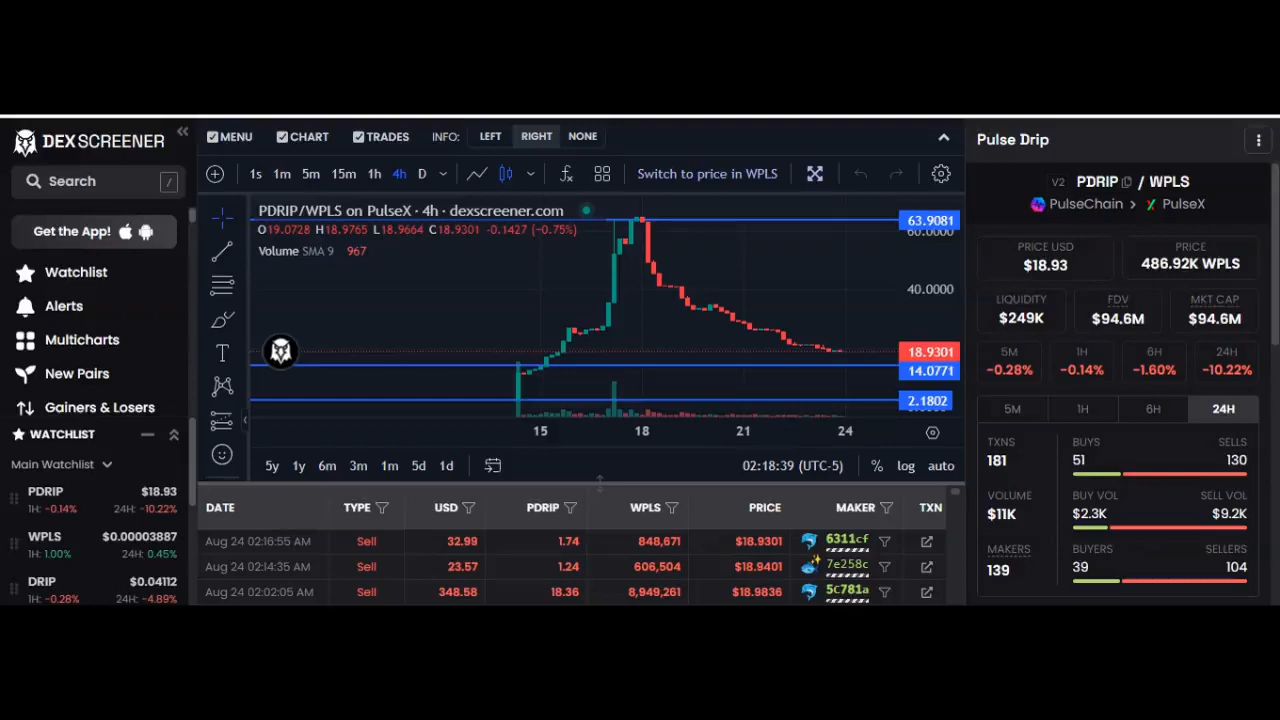 DEX SCREENER
Search /
Get the App!
Watchlist
Alerts
Multicharts
New Pairs
Gainers & Losers
WATCHLIST
Main Watchlist
PDRIP $18.93
1H: -0.14% 24H: -10.22%
WPLS $0.00003887
1H: 1.00% 24H: 0.45%
DRIP $0.04112
1H: -0.28% 24H: -4.89%
MENU CHART TRADES INFO: LEFT RIGHT NONE
1s 1m 5m 15m 1h 4h D Switch to price in WPLS
PDRIP/WPLS on PulseX · 4h · dexscreener.com
O19.0728 H18.9765 L18.9664 C18.9301 -0.1427 (-0.75%)
Volume SMA 9 967
63.9081
60.0000
40.0000
18.9301
14.0771
2.1802
15 18 21 24
5y 1y 6m 3m 1m 5d 1d 02:18:39 (UTC-5) % log auto
DATE TYPE USD PDRIP WPLS PRICE MAKER TXN
Aug 24 02:16:55 AM Sell 32.99 1.74 848,671 $18.9301 6311cf
Aug 24 02:14:35 AM Sell 23.57 1.24 606,504 $18.9401 7e258c
Aug 24 02:02:05 AM Sell 348.58 18.36 8,949,261 $18.9836 5C781a
Pulse Drip
V2 PDRIP / WPLS
PulseChain > PulseX
PRICE USD PRICE
$18.93 486.92K WPLS
LIQUIDITY FDV MKT CAP
$249K $94.6M $94.6M
5M 1H 6H 24H
-0.28% -0.14% -1.60% -10.22%
5M 1H 6H 24H
TXNS BUYS SELLS
181 51 130
VOLUME BUY VOL SELL VOL
$11K $2.3K $9.2K
MAKERS BUYERS SELLERS
139 39 104